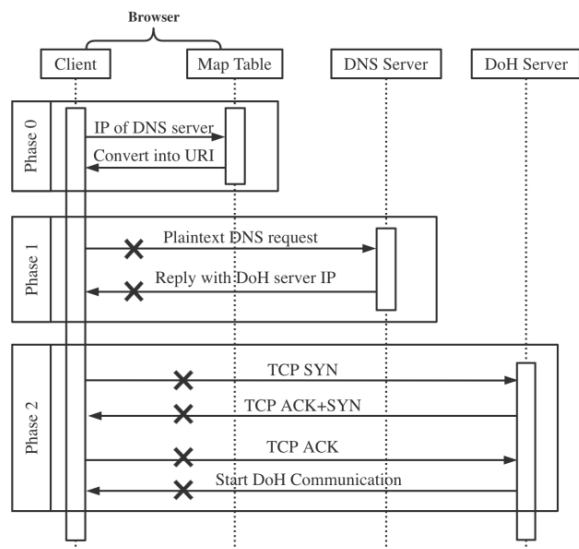 Browser
Client
Map Table
DNS Server
DoH Server
Phase 0
IP of DNS server
Convert into URI
Phase 1
Plaintext DNS request
Reply with DoH server IP
Phase 2
TCP SYN
TCP ACK+SYN
TCP ACK
Start DoH Communication